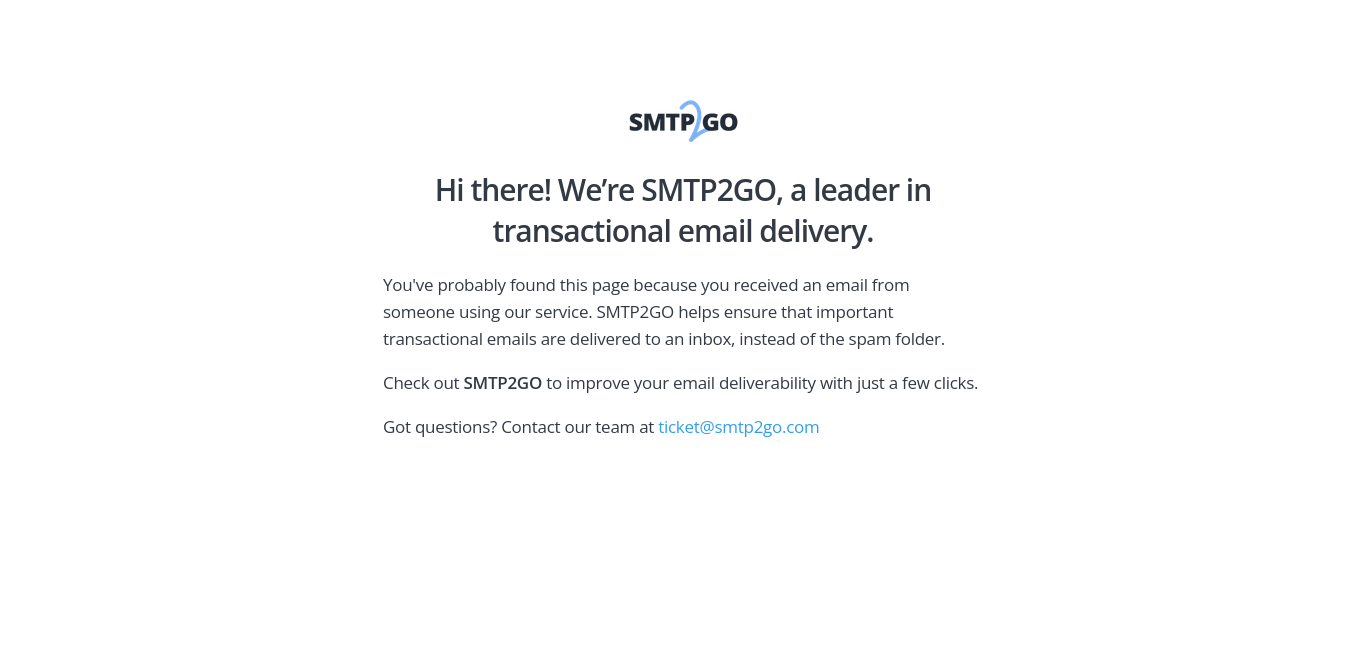 SMTP2GO
Hi there! We’re SMTP2GO, a leader in
transactional email delivery.
You've probably found this page because you received an email from
someone using our service. SMTP2GO helps ensure that important
transactional emails are delivered to an inbox, instead of the spam folder.
Check out SMTP2GO to improve your email deliverability with just a few clicks.
Got questions? Contact our team at ticket@smtp2go.com